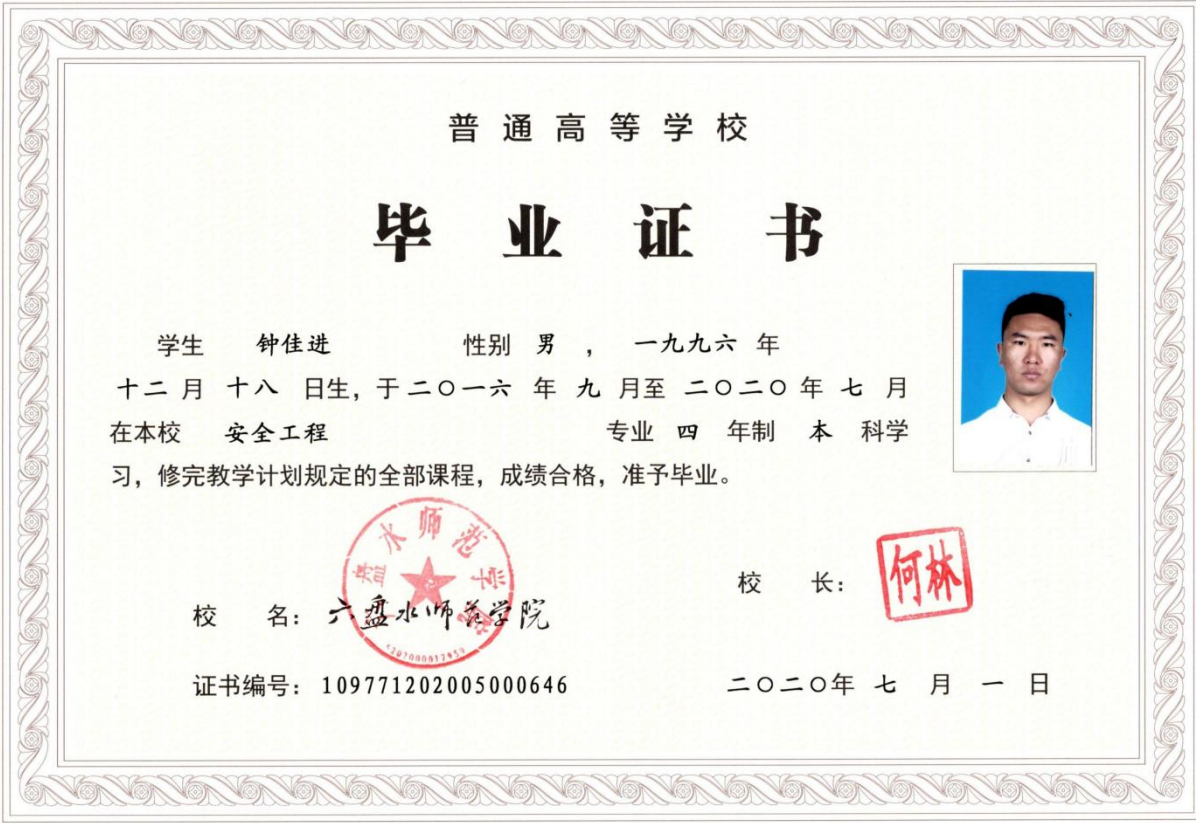 普通高等学校
毕业证书
学生 钟佳进 性别 男 ， 一九九六 年
十二 月 十八 日生，于 二〇一六 年 九 月至 二〇二〇 年 七 月
在本校 安全工程 专业 四 年制 本 科学
习，修完教学计划规定的全部课程，成绩合格，准予毕业。
校 长：
何林
校 名： 六盘水师范学院
证书编号： 109771202005000646
二〇二〇年 七 月 一 日